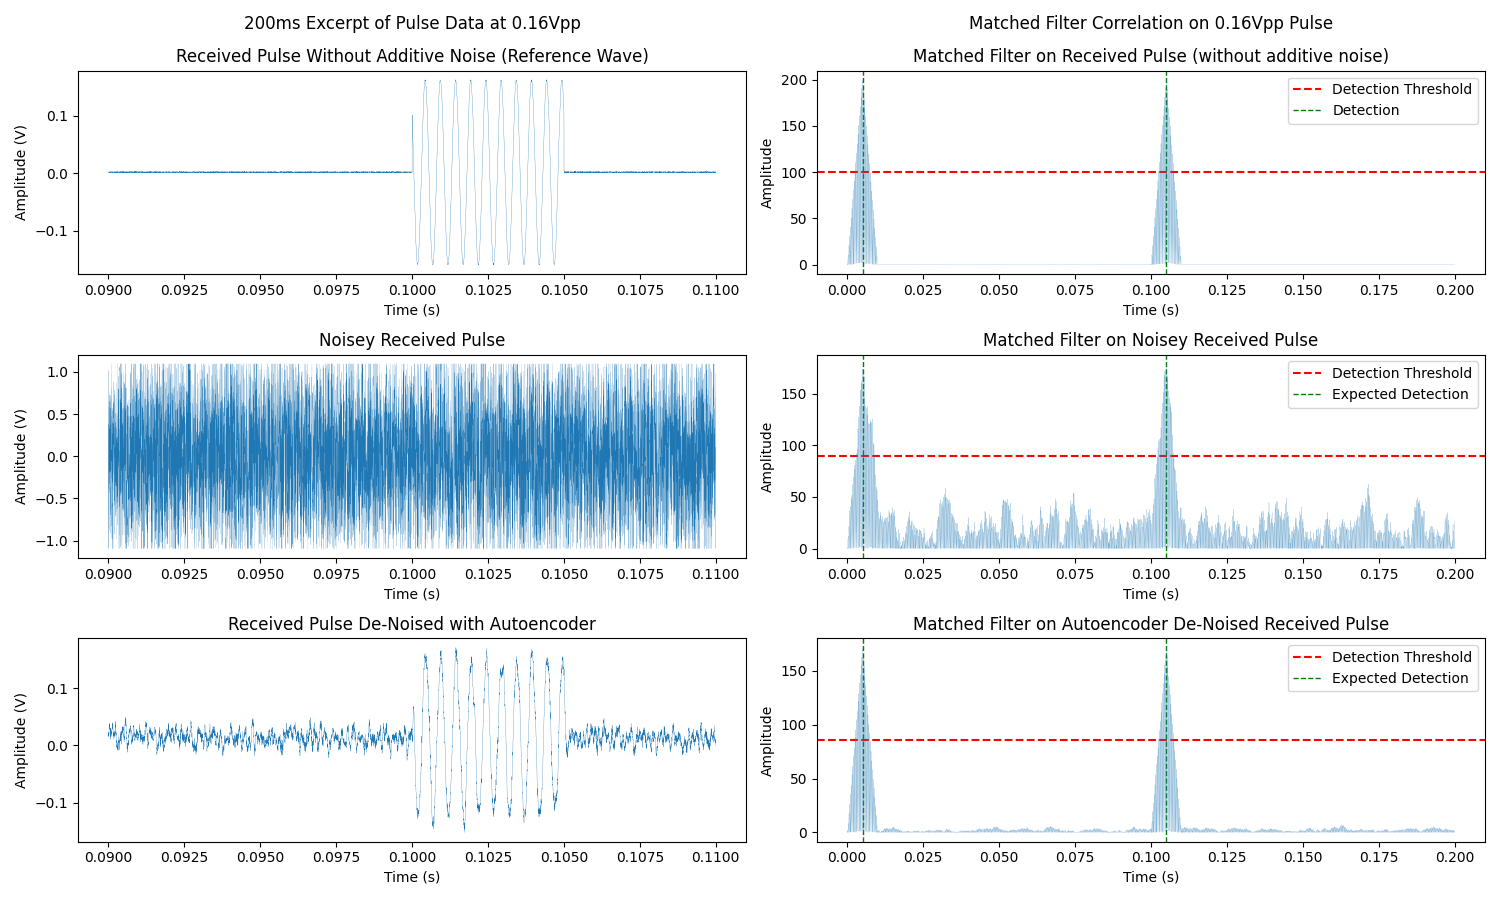 200ms Excerpt of Pulse Data at 0.16Vpp
Received Pulse Without Additive Noise (Reference Wave)
Amplitude (V)
0.1
0.0
−0.1
0.0900 0.0925 0.0950 0.0975 0.1000 0.1025 0.1050 0.1075 0.1100
Time (s)
Matched Filter Correlation on 0.16Vpp Pulse
Matched Filter on Received Pulse (without additive noise)
Amplitude
200
150
100
50
0
Detection Threshold
Detection
0.000 0.025 0.050 0.075 0.100 0.125 0.150 0.175 0.200
Time (s)
Noisey Received Pulse
Amplitude (V)
1.0
0.5
0.0
−0.5
−1.0
0.0900 0.0925 0.0950 0.0975 0.1000 0.1025 0.1050 0.1075 0.1100
Time (s)
Matched Filter on Noisey Received Pulse
Amplitude
150
100
50
0
Detection Threshold
Expected Detection
0.000 0.025 0.050 0.075 0.100 0.125 0.150 0.175 0.200
Time (s)
Received Pulse De-Noised with Autoencoder
Amplitude (V)
0.1
0.0
−0.1
0.0900 0.0925 0.0950 0.0975 0.1000 0.1025 0.1050 0.1075 0.1100
Time (s)
Matched Filter on Autoencoder De-Noised Received Pulse
Amplitude
150
100
50
0
Detection Threshold
Expected Detection
0.000 0.025 0.050 0.075 0.100 0.125 0.150 0.175 0.200
Time (s)